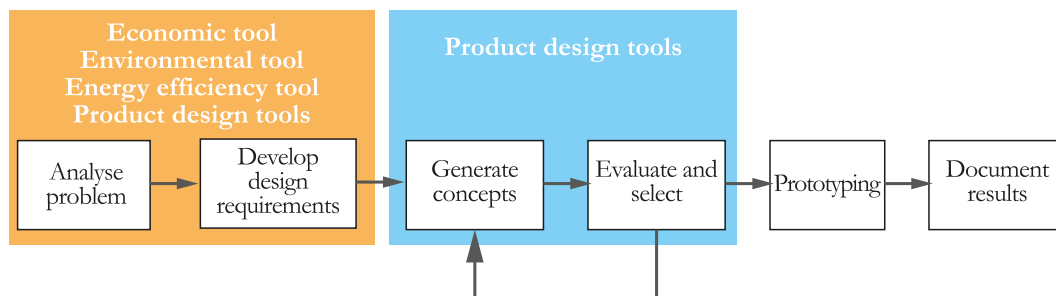 Economic tool
Environmental tool
Energy efficiency tool
Product design tools
Product design tools
Analyse
problem
Develop
design
requirements
Generate
concepts
Evaluate and
select
Prototyping
Document
results